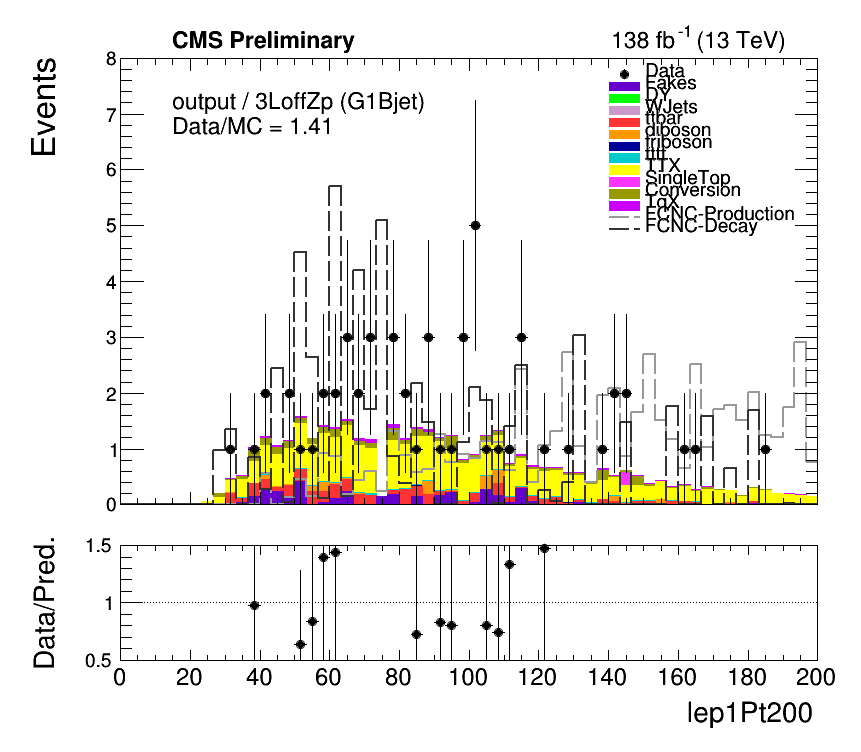 CMS Preliminary
138 fb-1 (13 TeV)
Events
8
7
6
5
4
3
2
1
0
output / 3LoffZp (G1Bjet)
Data/MC = 1.41
Data
Fakes
DY
WJets
ttbar
diboson
triboson
tttt
TTX
SingleTop
Conversion
TqX
FCNC-Production
FCNC-Decay
Data/Pred.
1.5
1
0.5
0 20 40 60 80 100 120 140 160 180 200
lep1Pt200